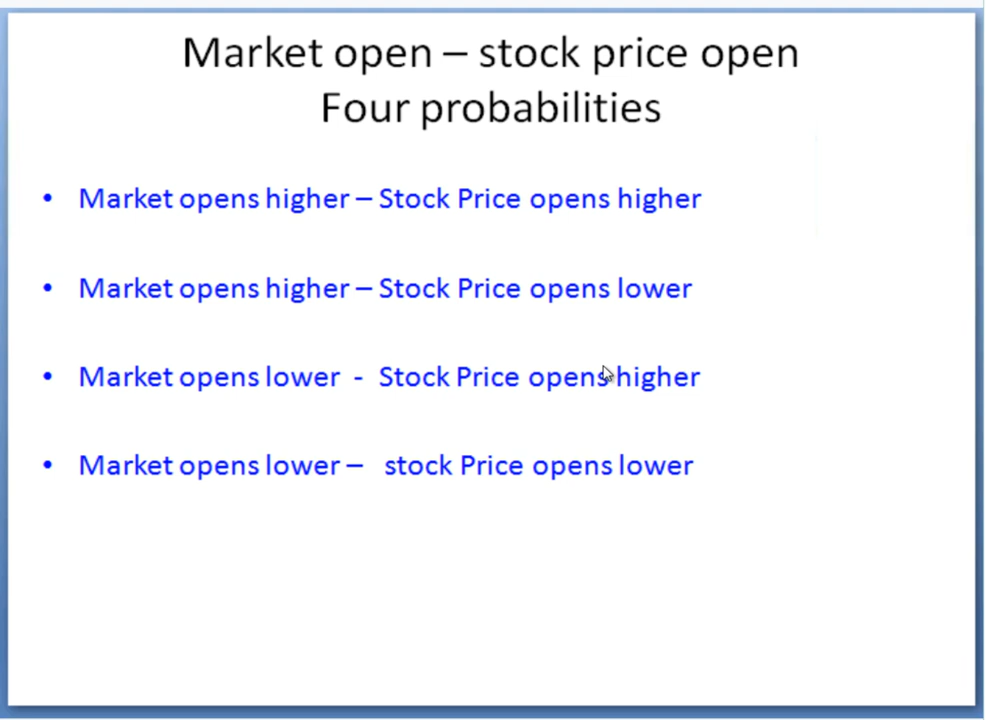 Market open – stock price open
Four probabilities
• Market opens higher – Stock Price opens higher
• Market opens higher – Stock Price opens lower
• Market opens lower - Stock Price opens higher
• Market opens lower – stock Price opens lower